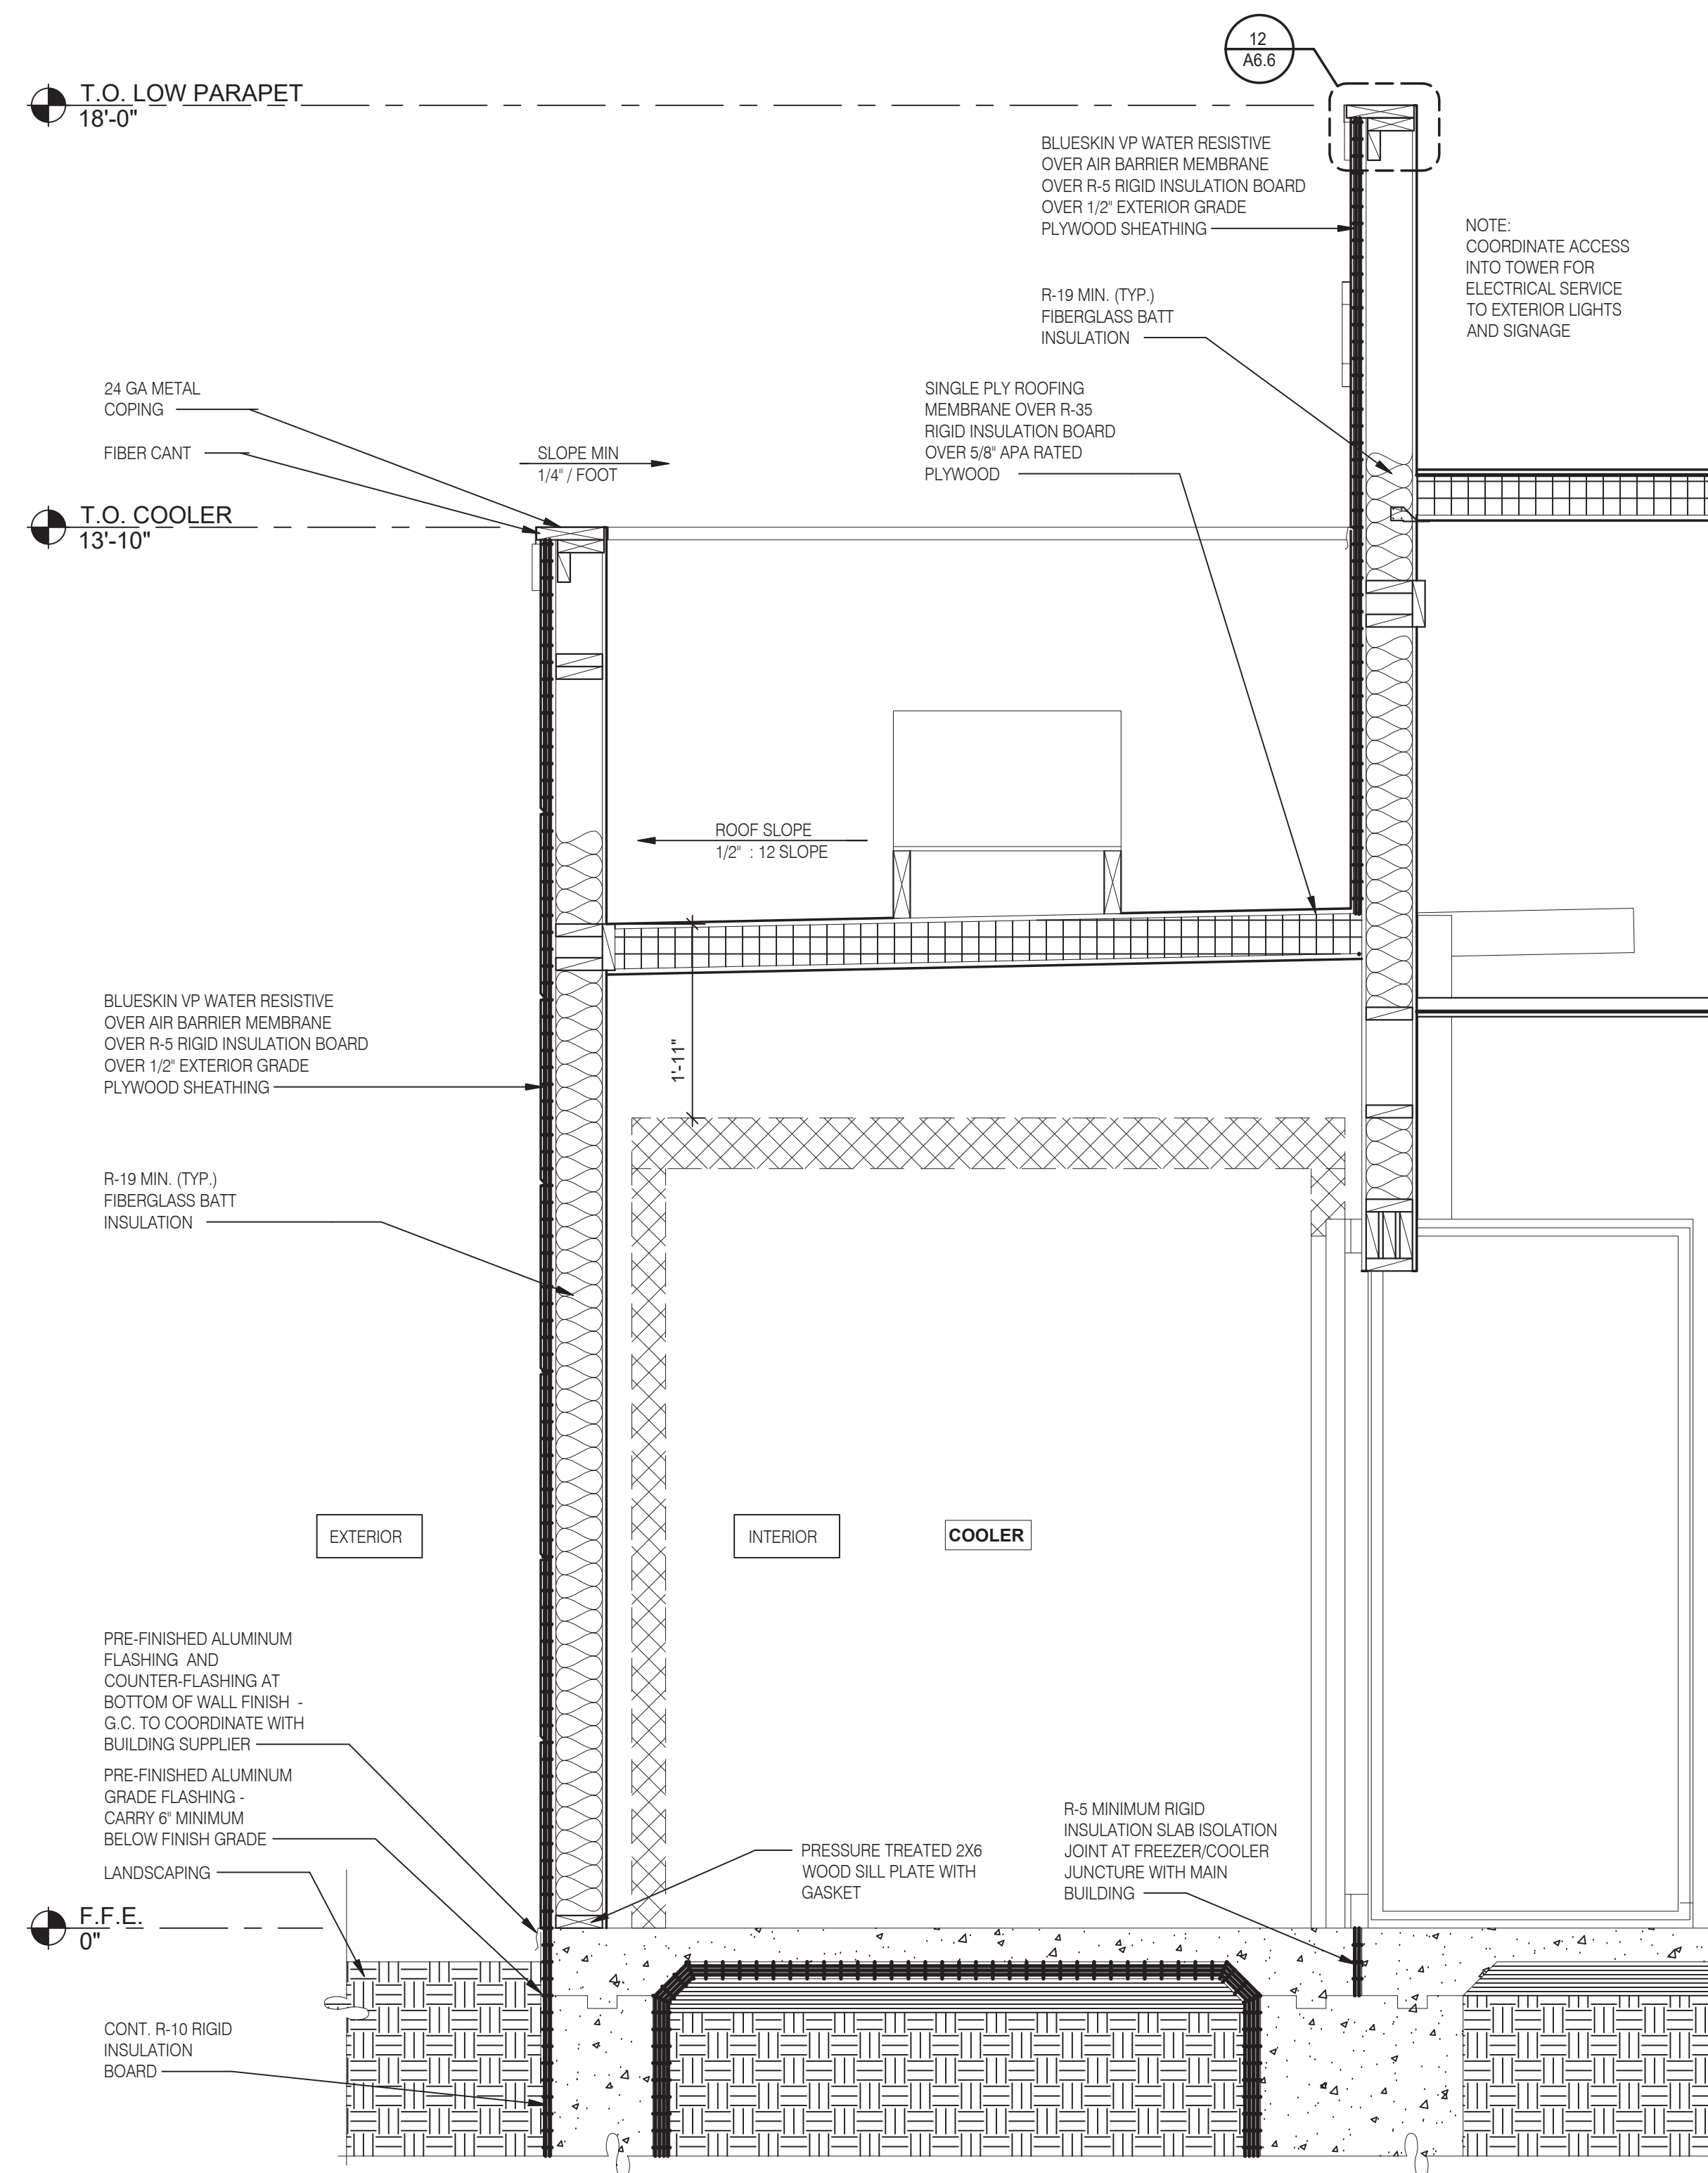 12
A6.6
T.O. LOW PARAPET
18'-0"
BLUESKIN VP WATER RESISTIVE
OVER AIR BARRIER MEMBRANE
OVER R-5 RIGID INSULATION BOARD
OVER 1/2" EXTERIOR GRADE
PLYWOOD SHEATHING
NOTE:
COORDINATE ACCESS
INTO TOWER FOR
ELECTRICAL SERVICE
TO EXTERIOR LIGHTS
AND SIGNAGE
R-19 MIN. (TYP.)
FIBERGLASS BATT
INSULATION
24 GA METAL
COPING
FIBER CANT
SLOPE MIN
1/4" / FOOT
SINGLE PLY ROOFING
MEMBRANE OVER R-35
RIGID INSULATION BOARD
OVER 5/8" APA RATED
PLYWOOD
T.O. COOLER
13'-10"
ROOF SLOPE
1/2" : 12 SLOPE
BLUESKIN VP WATER RESISTIVE
OVER AIR BARRIER MEMBRANE
OVER R-5 RIGID INSULATION BOARD
OVER 1/2" EXTERIOR GRADE
PLYWOOD SHEATHING
1'-11"
R-19 MIN. (TYP.)
FIBERGLASS BATT
INSULATION
EXTERIOR
INTERIOR
COOLER
PRE-FINISHED ALUMINUM
FLASHING AND
COUNTER-FLASHING AT
BOTTOM OF WALL FINISH -
G.C. TO COORDINATE WITH
BUILDING SUPPLIER
PRE-FINISHED ALUMINUM
GRADE FLASHING -
CARRY 6" MINIMUM
BELOW FINISH GRADE
LANDSCAPING
PRESSURE TREATED 2X6
WOOD SILL PLATE WITH
GASKET
R-5 MINIMUM RIGID
INSULATION SLAB ISOLATION
JOINT AT FREEZER/COOLER
JUNCTURE WITH MAIN
BUILDING
F.F.E.
0"
CONT. R-10 RIGID
INSULATION
BOARD